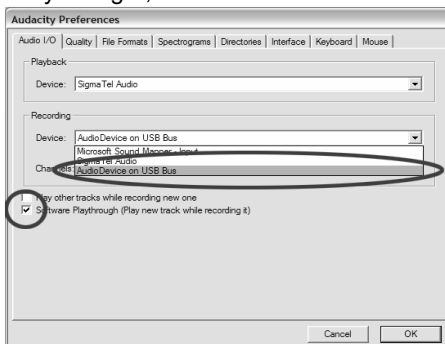 Audacity Preferences
Audio I/O Quality File Formats Spectrograms Directories Interface Keyboard Mouse
Playback
Device: SigmaTel Audio
Recording
Device: AudioDevice on USB Bus
Microsoft Sound Mapper - Input
SigmaTel Audio
Channels: AudioDevice on USB Bus
Play other tracks while recording new one
Software Playthrough (Play new track while recording it)
Cancel OK